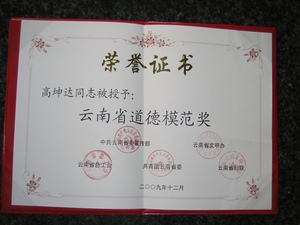 荣誉证书
高坤达同志被授予：
云南省道德模范奖
中共云南省委宣传部 云南省文明办
云南省总工会 共青团云南省委 云南省妇联
二〇〇九年十二月